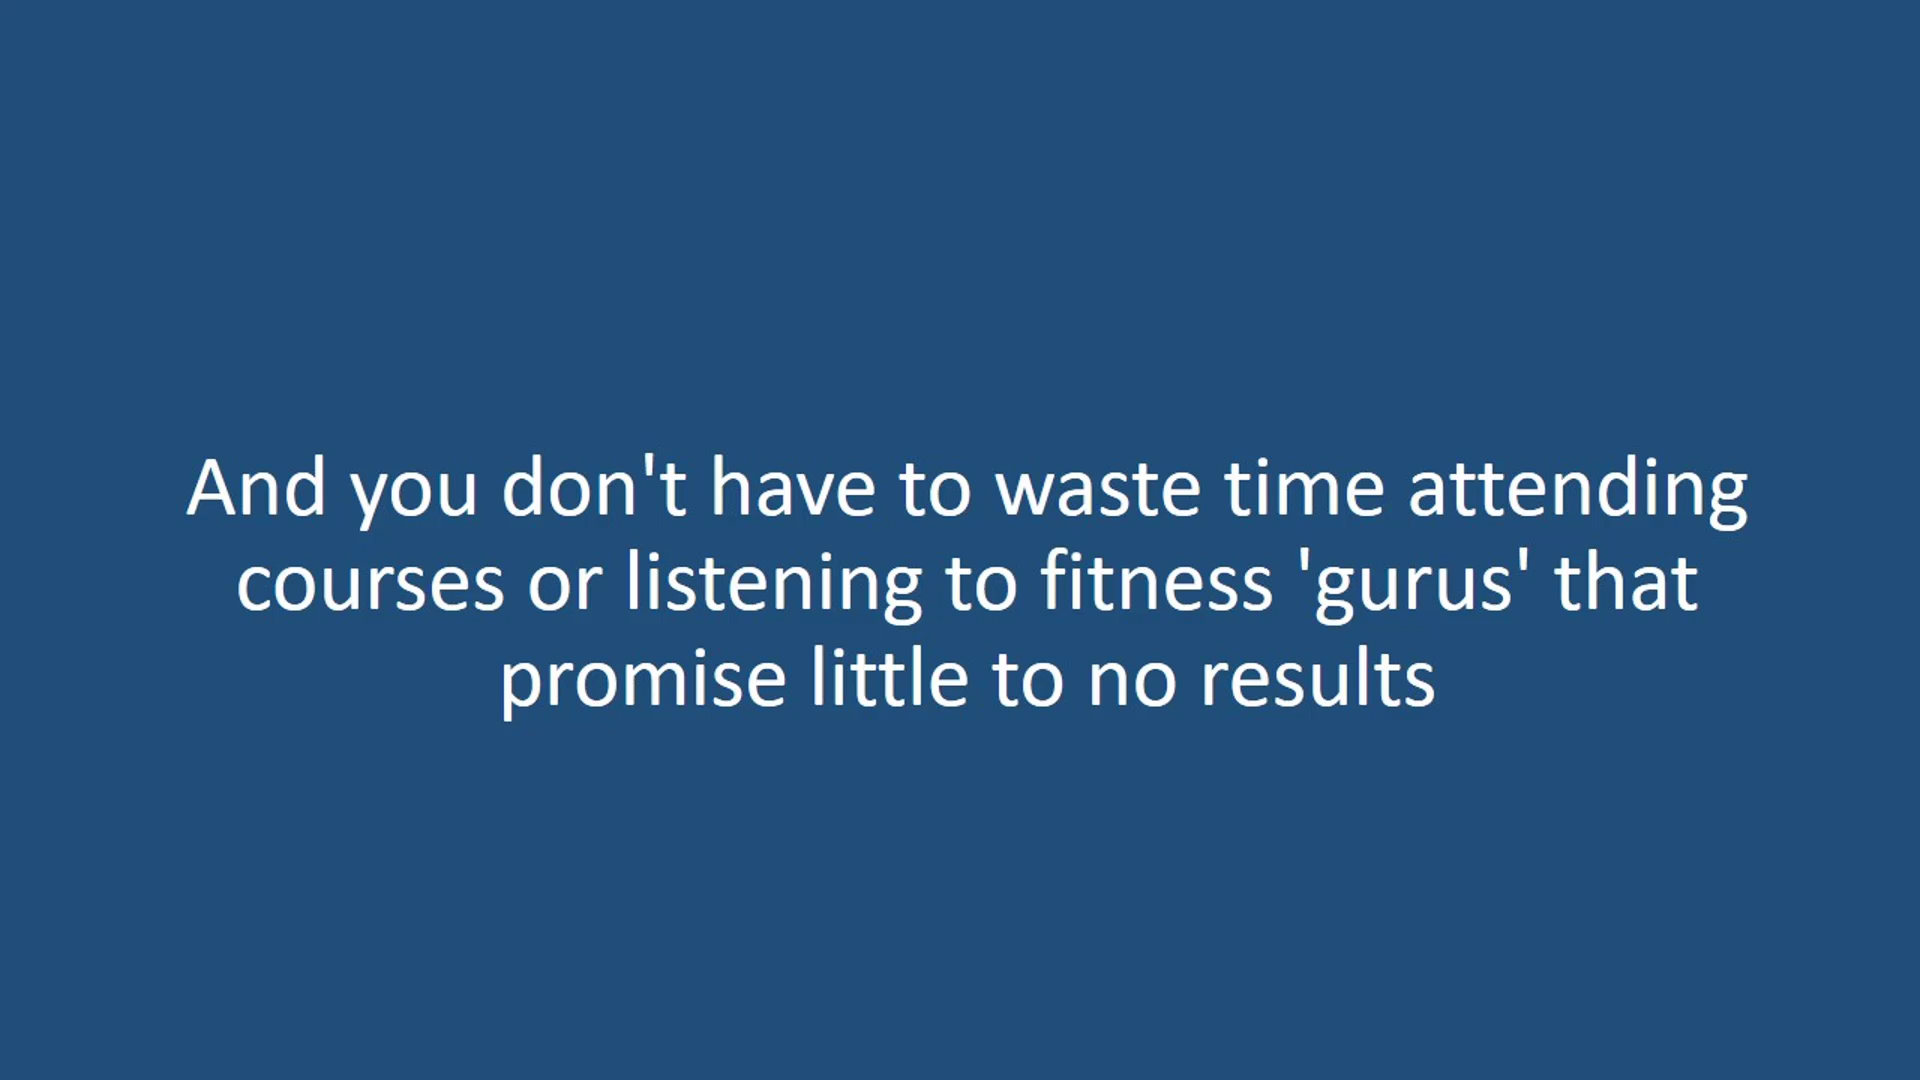 And you don't have to waste time attending
courses or listening to fitness 'gurus' that
promise little to no results